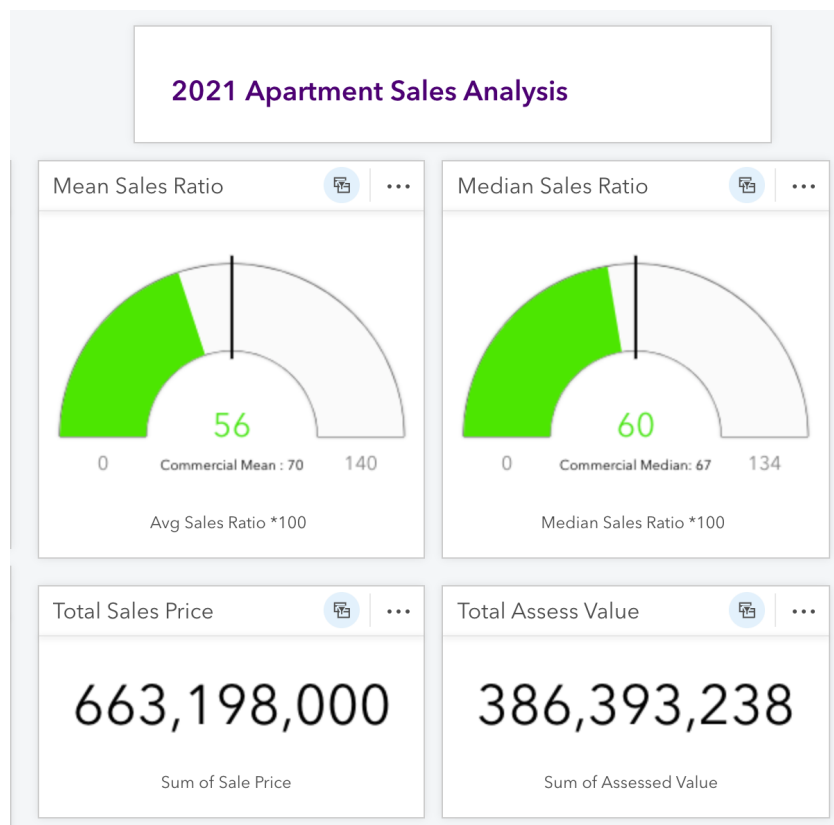 2021 Apartment Sales Analysis
Mean Sales Ratio
56
0
Commercial Mean : 70
140
Avg Sales Ratio *100
Median Sales Ratio
60
0
Commercial Median: 67
134
Median Sales Ratio *100
Total Sales Price
663,198,000
Sum of Sale Price
Total Assess Value
386,393,238
Sum of Assessed Value